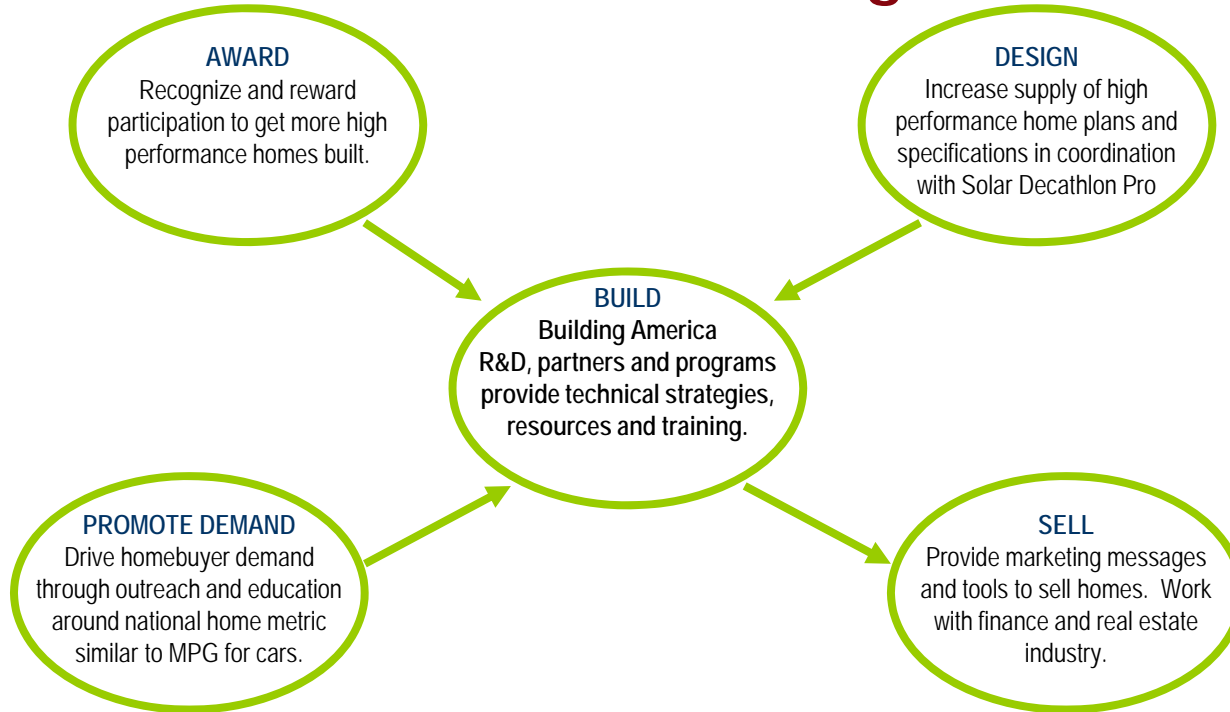 AWARD
Recognize and reward
participation to get more high
performance homes built.
DESIGN
Increase supply of high
performance home plans and
specifications in coordination
with Solar Decathlon Pro
BUILD
Building America
R&D, partners and programs
provide technical strategies,
resources and training.
PROMOTE DEMAND
Drive homebuyer demand
through outreach and education
around national home metric
similar to MPG for cars.
SELL
Provide marketing messages
and tools to sell homes.  Work
with finance and real estate
industry.